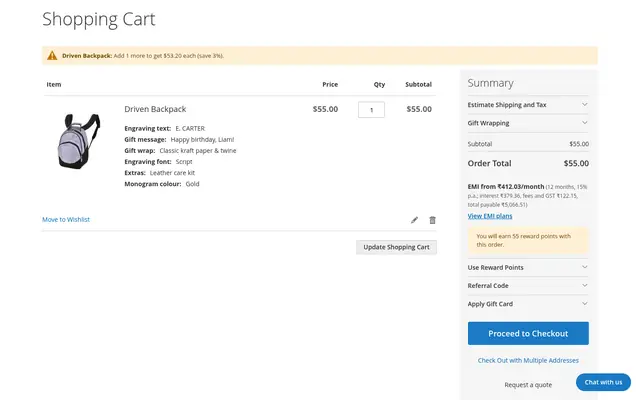 Shopping Cart
Driven Backpack: Add 1 more to get $53.20 each (save 3%).
Item Price Qty Subtotal
Driven Backpack $55.00 1 $55.00
Engraving text: E. CARTER
Gift message: Happy birthday, Liam!
Gift wrap: Classic kraft paper & twine
Engraving font: Script
Extras: Leather care kit
Monogram colour: Gold
Move to Wishlist
Update Shopping Cart
Summary
Estimate Shipping and Tax
Gift Wrapping
Subtotal $55.00
Order Total $55.00
EMI from ₹412.03/month (12 months, 15%
p.a.; interest ₹379.36, fees and GST ₹122.15,
total payable ₹5,066.51)
View EMI plans
You will earn 55 reward points with
this order.
Use Reward Points
Referral Code
Apply Gift Card
Proceed to Checkout
Check Out with Multiple Addresses
Request a quote
Chat with us